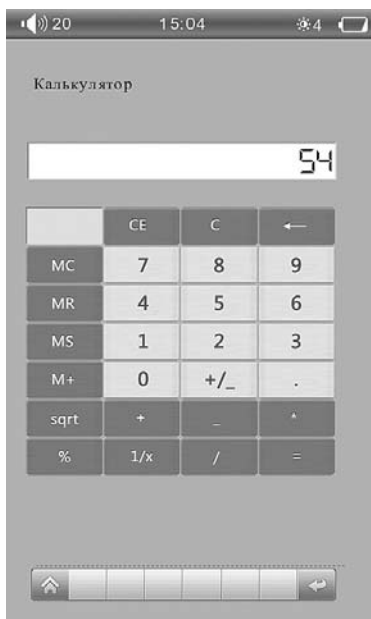 20 15:04 4
Калькулятор
54
CE C ←
MC 7 8 9
MR 4 5 6
MS 1 2 3
M+ 0 +/_ .
sqrt + _ *
% 1/x / =